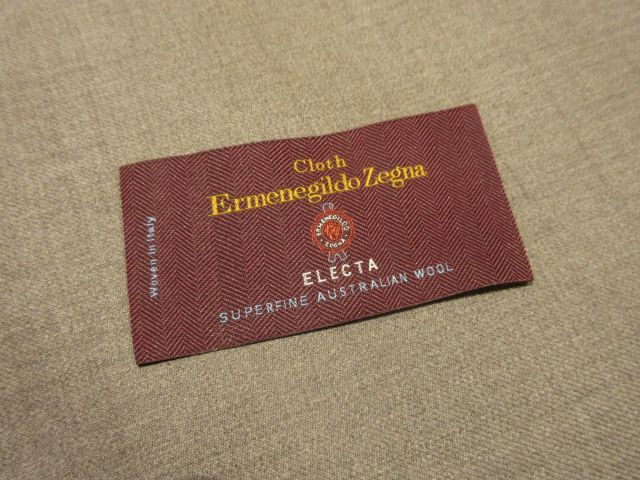 Cloth
Ermenegildo Zegna
ERMENEGILDO
ZEGNA
ELECTA
SUPERFINE AUSTRALIAN WOOL
Woven in Italy